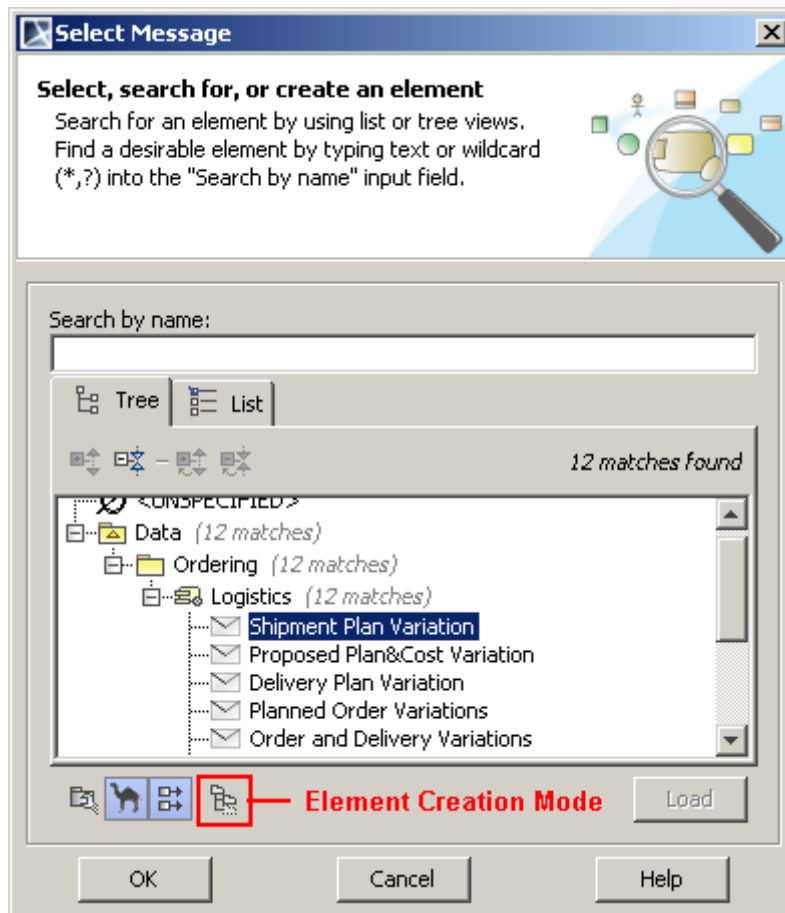 Select Message
Select, search for, or create an element
Search for an element by using list or tree views.
Find a desirable element by typing text or wildcard
(*,?) into the "Search by name" input field.
Search by name:
Tree
List
12 matches found
<UNSPECIFIED>
Data (12 matches)
Ordering (12 matches)
Logistics (12 matches)
Shipment Plan Variation
Proposed Plan&Cost Variation
Delivery Plan Variation
Planned Order Variations
Order and Delivery Variations
Element Creation Mode
Load
OK
Cancel
Help